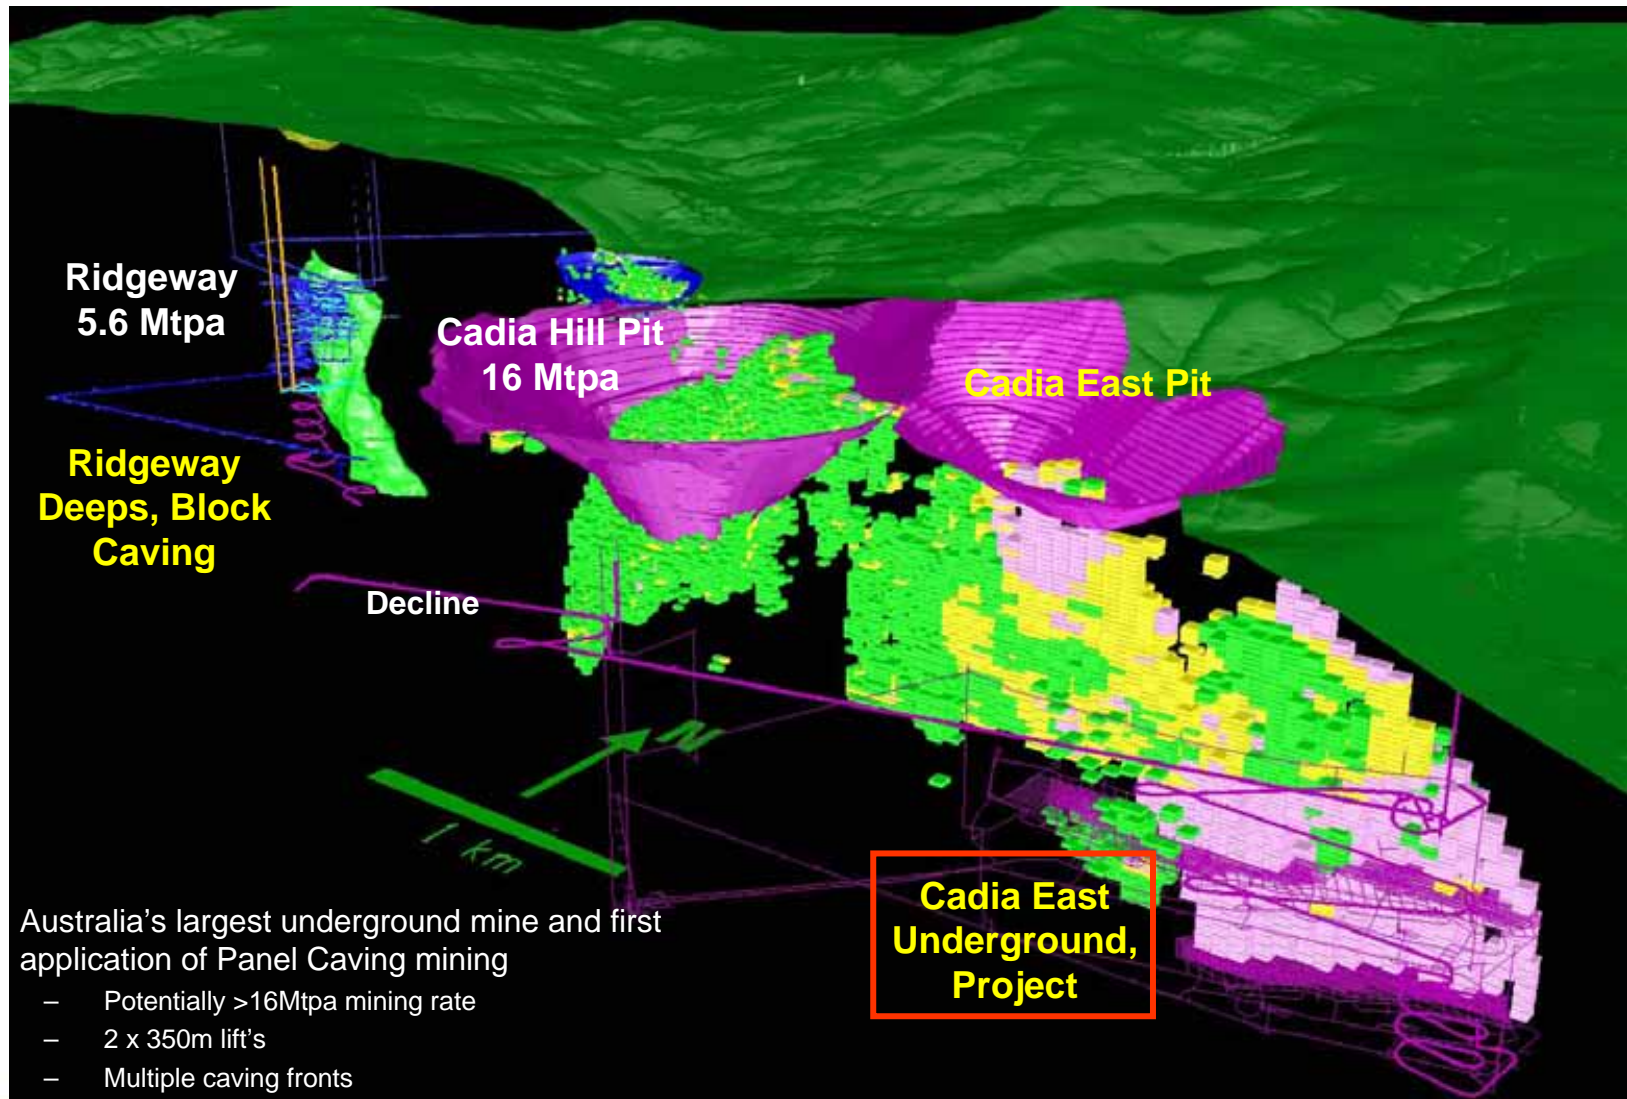 Ridgeway
5.6 Mtpa
Cadia Hill Pit
16 Mtpa
Cadia East Pit
Ridgeway
Deeps, Block
Caving
Decline
N
1 km
Cadia East
Underground,
Project
Australia’s largest underground mine and first
application of Panel Caving mining
– Potentially >16Mtpa mining rate
– 2 x 350m lift’s
– Multiple caving fronts